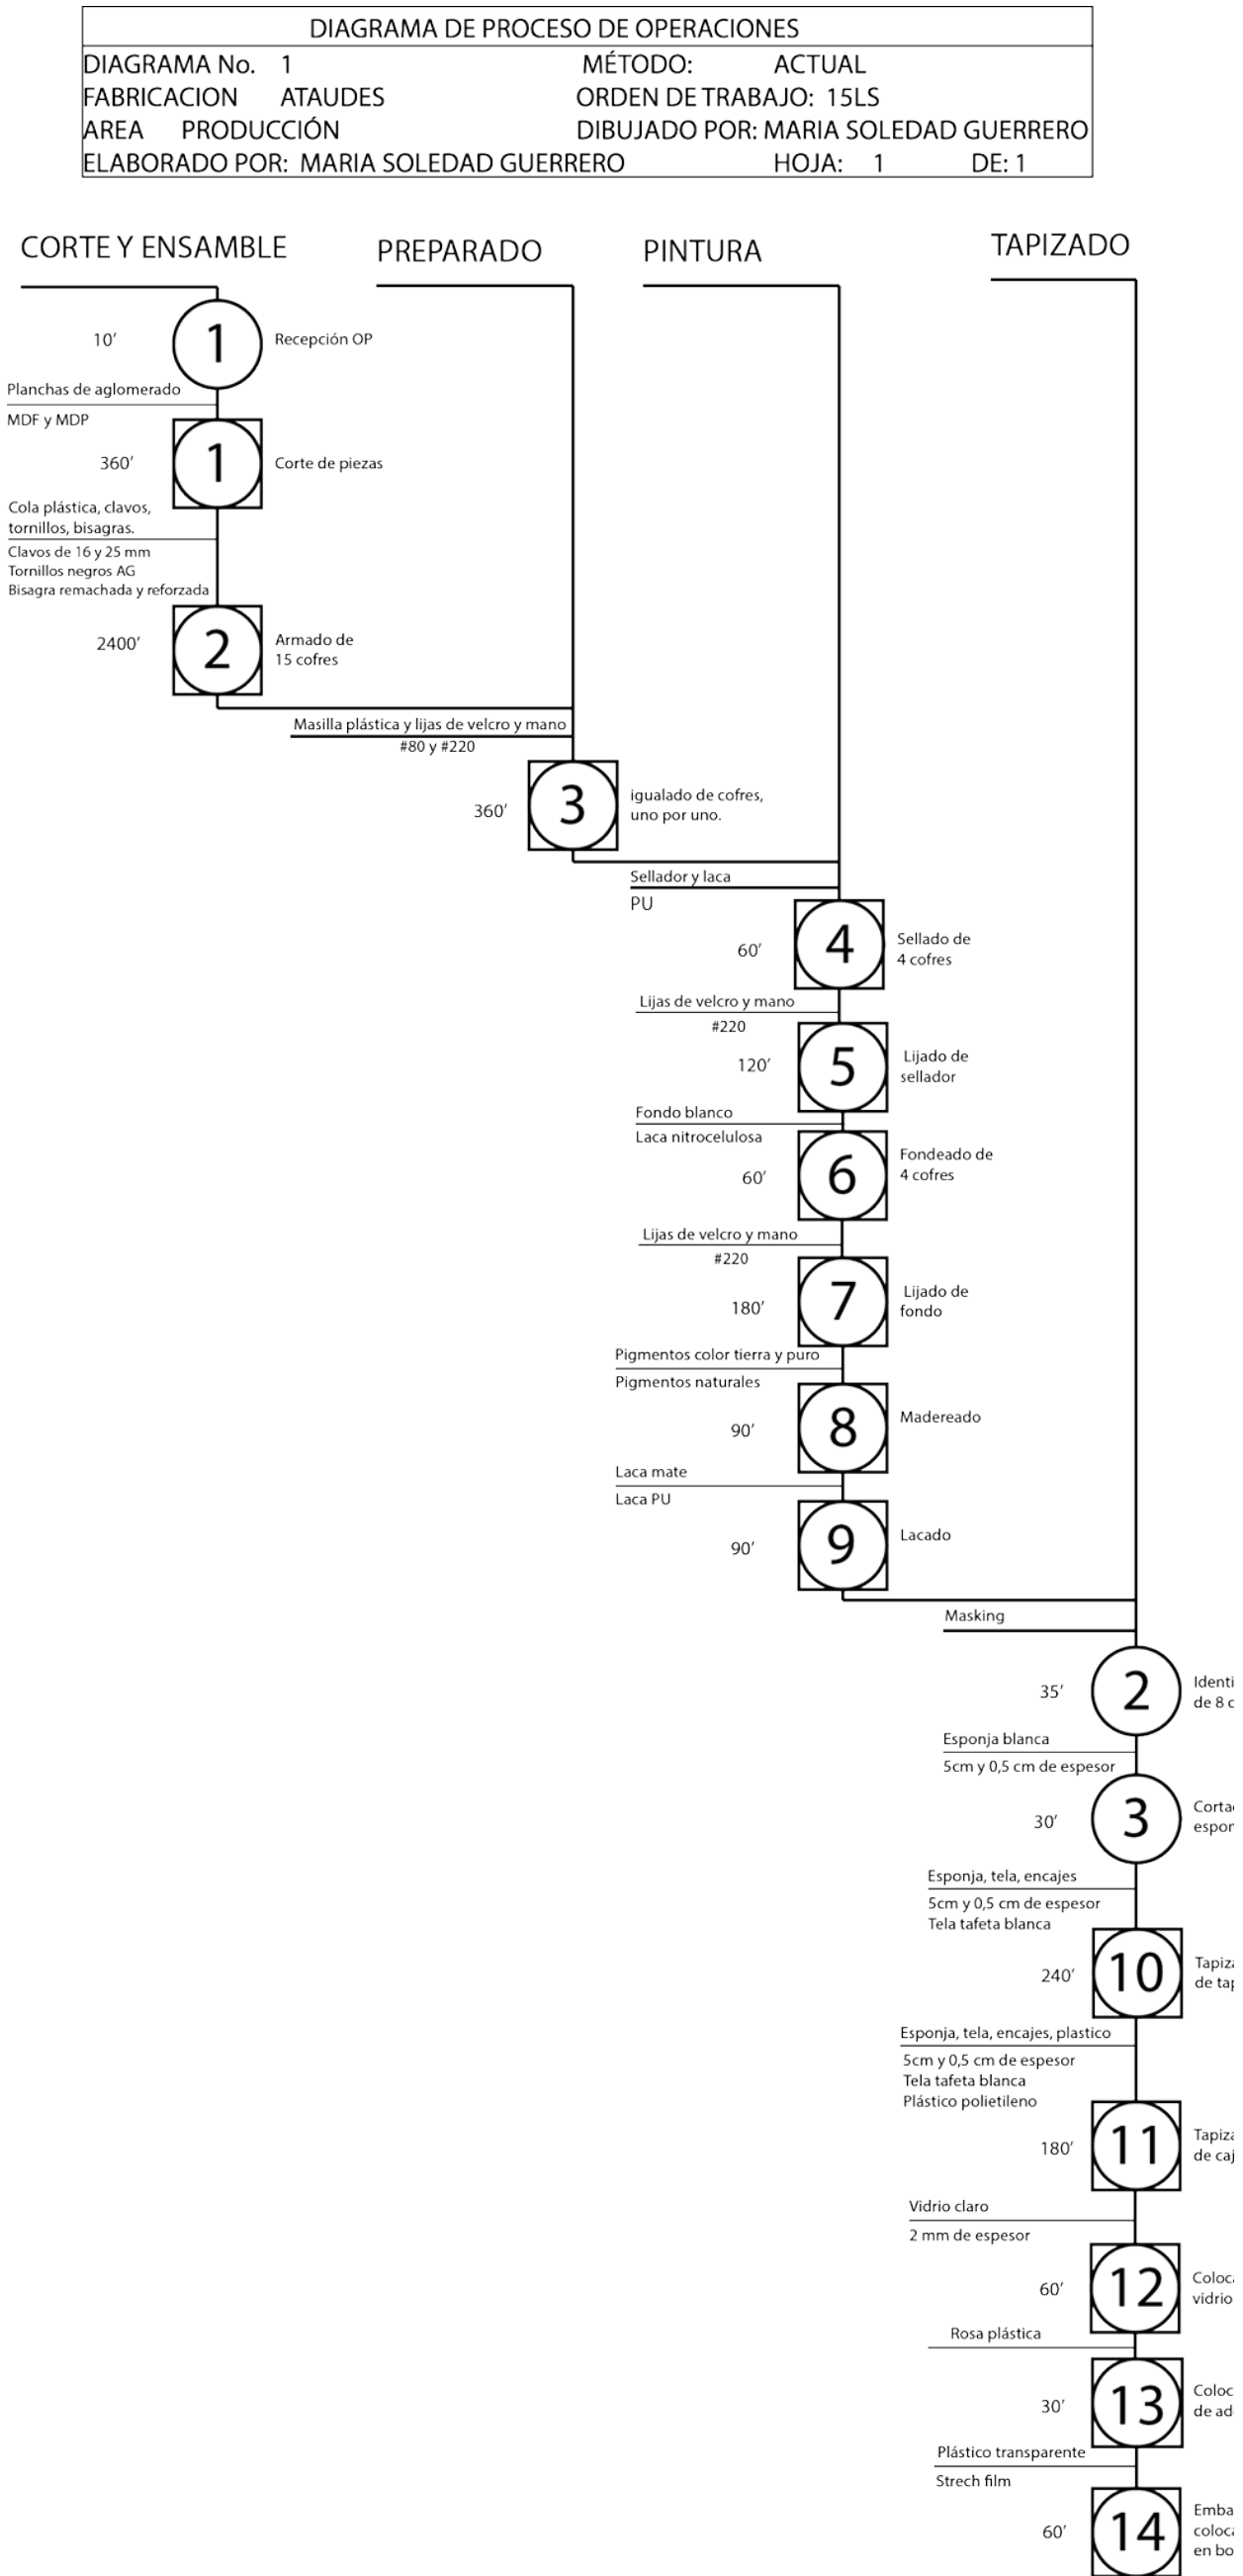 DIAGRAMA DE PROCESO DE OPERACIONES
DIAGRAMA No. 1 MÉTODO: ACTUAL
FABRICACION ATAUDES ORDEN DE TRABAJO: 15LS
AREA PRODUCCIÓN DIBUJADO POR: MARIA SOLEDAD GUERRERO
ELABORADO POR: MARIA SOLEDAD GUERRERO HOJA: 1 DE: 1
CORTE Y ENSAMBLE
PREPARADO
PINTURA
TAPIZADO
10’
1
Recepción OP
Planchas de aglomerado
MDF y MDP
360’
1
Corte de piezas
Cola plástica, clavos,
tornillos, bisagras.
Clavos de 16 y 25 mm
Tornillos negros AG
Bisagra remachada y reforzada
2400’
2
Armado de
15 cofres
Masilla plástica y lijas de velcro y mano
#80 y #220
360’
3
igualado de cofres,
uno por uno.
Sellador y laca
PU
60’
4
Sellado de
4 cofres
Lijas de velcro y mano
#220
120’
5
Lijado de
sellador
Fondo blanco
Laca nitrocelulosa
60’
6
Fondeado de
4 cofres
Lijas de velcro y mano
#220
180’
7
Lijado de
fondo
Pigmentos color tierra y puro
Pigmentos naturales
90’
8
Madereado
Laca mate
Laca PU
90’
9
Lacado
Masking
35’
2
de 8
Esponja blanca
5cm y 0,5 cm de espesor
30’
3
Esponja, tela, encajes
5cm y 0,5 cm de espesor
Tela tafeta blanca
240’
10
de
Esponja, tela, encajes, plastico
5cm y 0,5 cm de espesor
Tela tafeta blanca
Plástico polietileno
180’
11
de
Vidrio claro
2 mm de espesor
60’
12
vidrio
Rosa plástica
30’
13
de
Plástico transparente
Strech film
60’
14
en